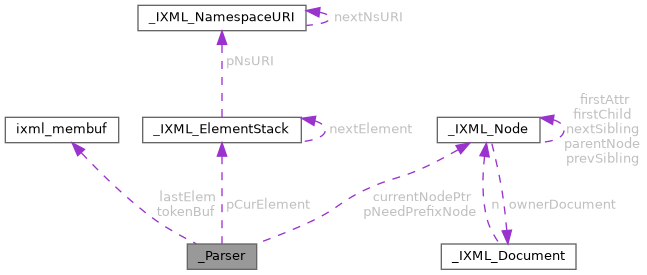 _IXML_NamespaceURI
nextNsURI
pNsURI
ixml_membuf
_IXML_ElementStack
nextElement
_IXML_Node
firstAttr
firstChild
nextSibling
parentNode
prevSibling
lastElem
tokenBuf
pCurElement
currentNodePtr
pNeedPrefixNode
n
ownerDocument
_Parser
_IXML_Document